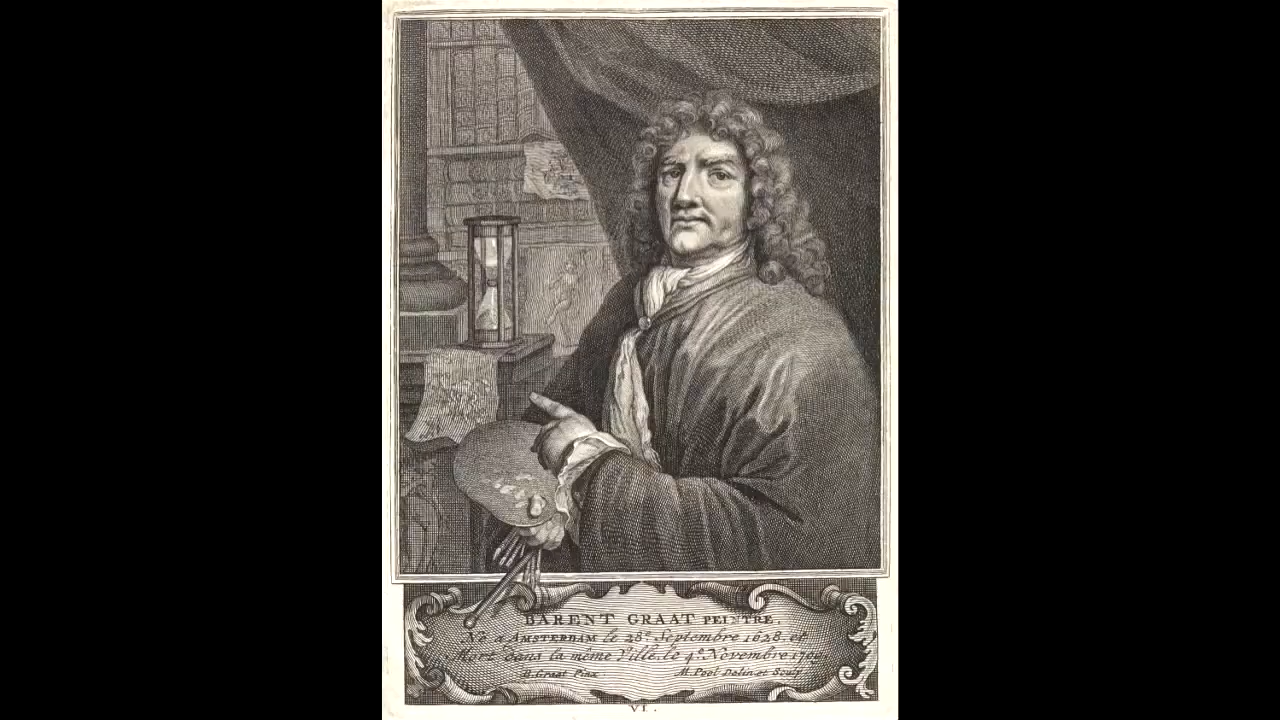 BARENT GRAAT PEINTRE.
Né a AMSTERDAM le 28e. Septembre 1628. et
Mort dans la même Ville, le 4e. Novembre
B. Graat Pinx.
M. Pool Delin. et Sculp.
VI.